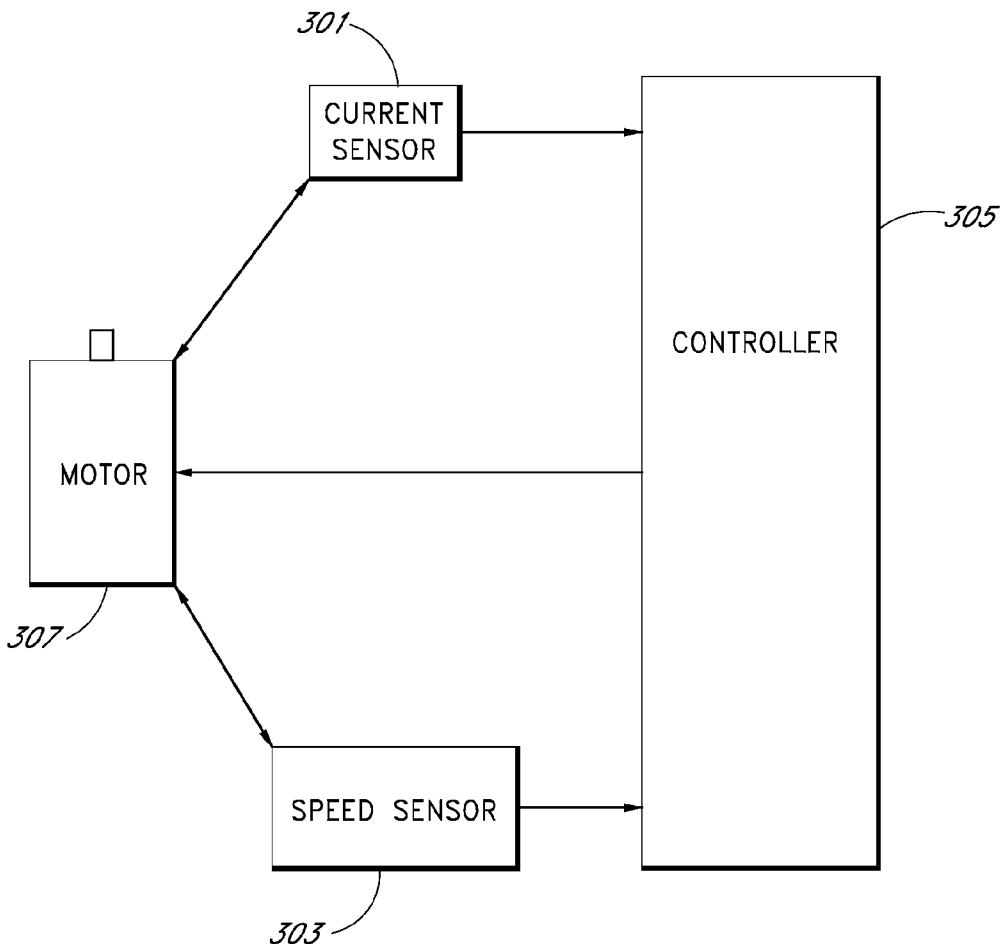 301
CURRENT
SENSOR
305
CONTROLLER
MOTOR
307
SPEED SENSOR
303